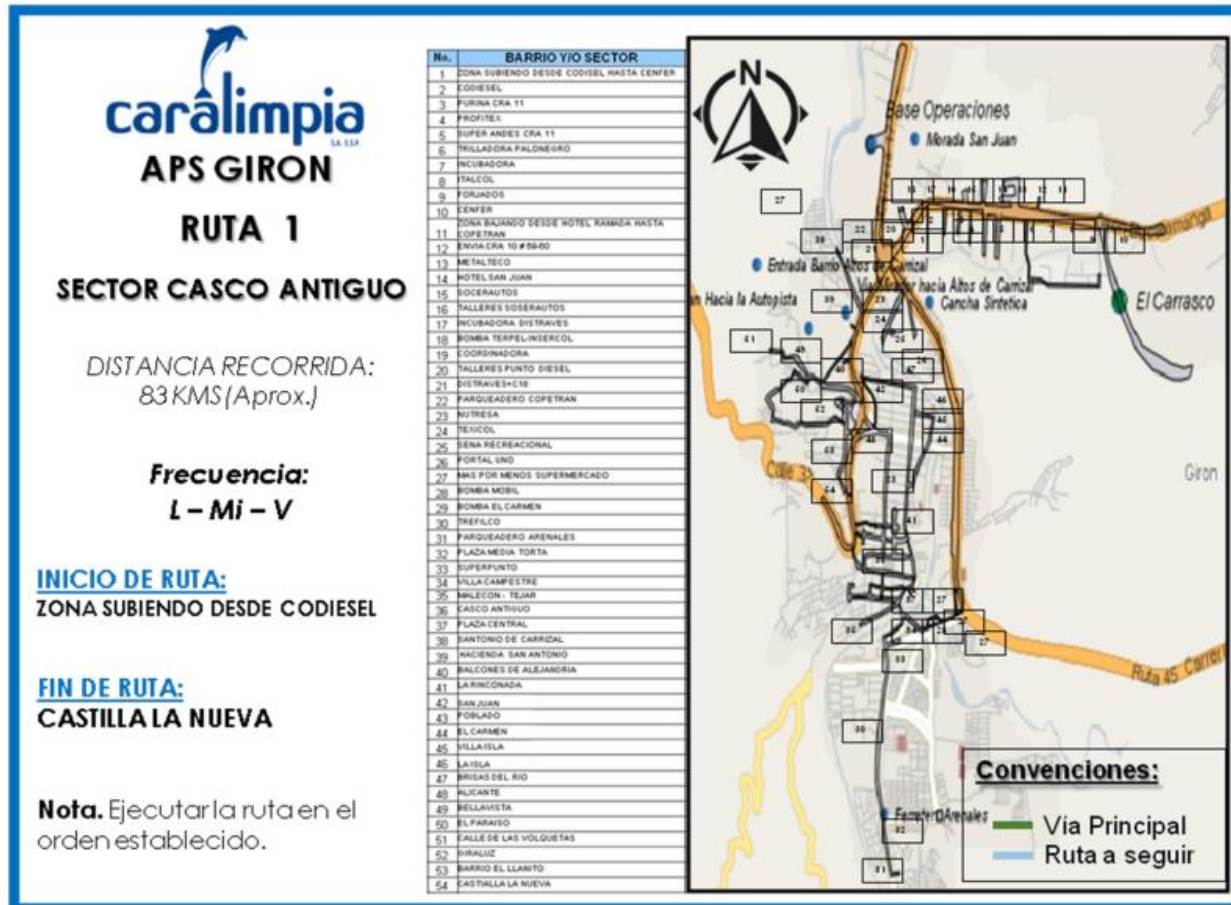 caralimpia
S.A. E.S.P.
APS GIRON
RUTA 1
SECTOR CASCO ANTIGUO
DISTANCIA RECORRIDA:
83 KMS (Aprox.)
Frecuencia:
L – Mi – V
INICIO DE RUTA:
ZONA SUBIENDO DESDE CODIESEL
FIN DE RUTA:
CASTILLA LA NUEVA
Nota. Ejecutar la ruta en el
orden establecido.
No. BARRIO Y/O SECTOR
1 ZONA SUBIENDO DESDE CODISEL HASTA CENFER
2 CODIESEL
3 PURINA CRA 11
4 PROFITEX
5 SUPER ANDES CRA 11
6 TRILLADORA PALONEGRO
7 INCUBADORA
8 ITALCOL
9 FORJADOS
10 CENFER
11 ZONA BAJANDO DESDE HOTEL RAMADA HASTA
COPETRAN
12 ENVIA CRA 10 # 59-60
13 METALTECO
14 HOTEL SAN JUAN
15 SOCERAUTOS
16 TALLERES SOSERAUTOS
17 INCUBADORA DISTRAVES
18 BOMBA TERPEL-INSERCOL
19 COORDINADORA
20 TALLERES PUNTO DIESEL
21 DISTRAVES+C10
22 PARQUEADERO COPETRAN
23 NUTRESA
24 TEXICOL
25 SENA RECREACIONAL
26 PORTAL UNO
27 MAS POR MENOS SUPERMERCADO
28 BOMBA MOBIL
29 BOMBA EL CARMEN
30 TREFILCO
31 PARQUEADERO ARENALES
32 PLAZA MEDIA TORTA
33 SUPERPUNTO
34 VILLA CAMPESTRE
35 MALECON - TEJAR
36 CASCO ANTIGUO
37 PLAZA CENTRAL
38 SANTONIO DE CARRIZAL
39 HACIENDA SAN ANTONIO
40 BALCONES DE ALEJANDRIA
41 LA RINCONADA
42 SAN JUAN
43 POBLADO
44 EL CARMEN
45 VILLA ISLA
46 LA ISLA
47 BRISAS DEL RIO
48 ALICANTE
49 BELLAVISTA
50 EL PARAISO
51 CALLE DE LAS VOLQUETAS
52 GIRALUZ
53 BARRIO EL LLANITO
54 CASTIALLA LA NUEVA
N
Base Operaciones
Morada San Juan
Entrada Barrio Altos de Carrizal
Via Mirador hacia Altos de Carrizal
Hacia la Autopista
Cancha Sintetica
El Carrasco
Giron
Ruta 45
Arenales
Convenciones:
Vía Principal
Ruta a seguir